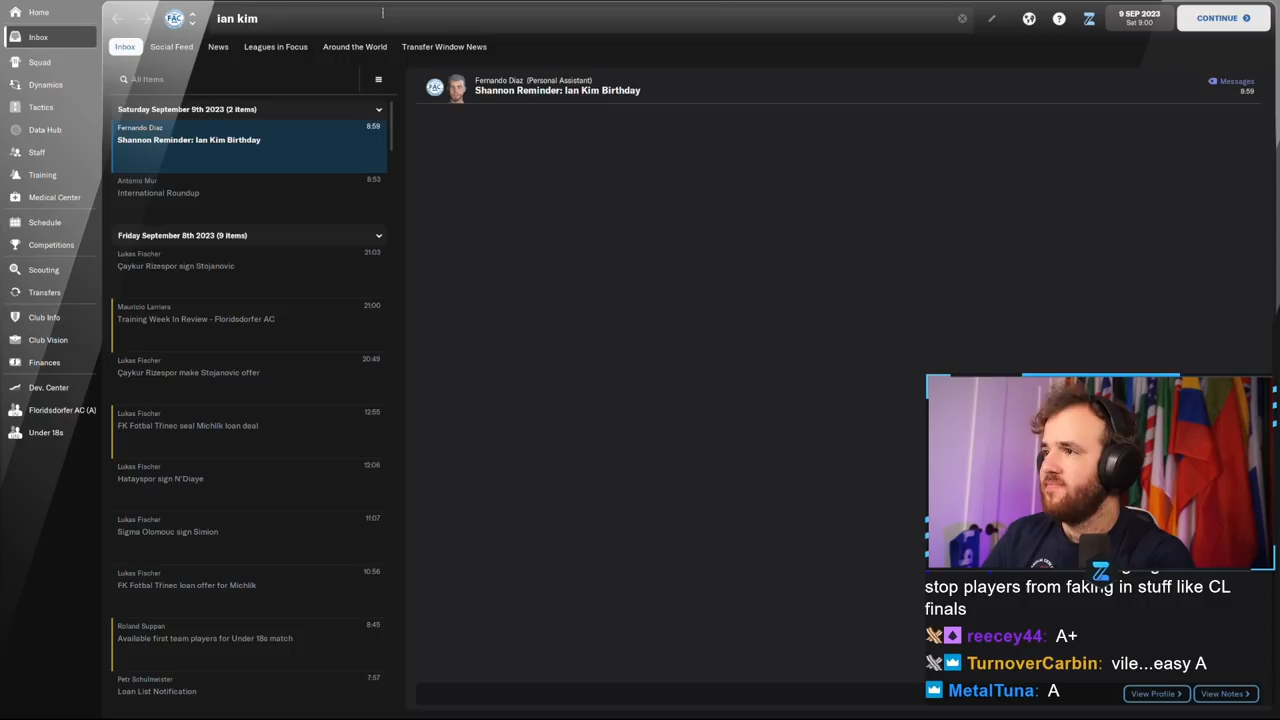 Home
Inbox
Squad
Dynamics
Tactics
Data Hub
Staff
Training
Medical Center
Schedule
Competitions
Scouting
Transfers
Club Info
Club Vision
Finances
Dev. Center
Floridsdorfer AC (A)
Under 18s
FAC
ian kim
9 SEP 2023
Sat 9:00
CONTINUE
Inbox
Social Feed
News
Leagues in Focus
Around the World
Transfer Window News
All Items
Saturday September 9th 2023 (2 items)
Fernando Díaz
8:59
Shannon Reminder: Ian Kim Birthday
António Mur
8:53
International Roundup
Friday September 8th 2023 (9 items)
Lukas Fischer
21:03
Çaykur Rizespor sign Stojanovic
Mauricio Larriera
21:00
Training Week In Review - Floridsdorfer AC
Lukas Fischer
20:49
Çaykur Rizespor make Stojanovic offer
Lukas Fischer
12:55
FK Fotbal Třinec seal Michlík loan deal
Lukas Fischer
12:06
Hatayspor sign N'Diaye
Lukas Fischer
11:07
Sigma Olomouc sign Simion
Lukas Fischer
10:56
FK Fotbal Třinec loan offer for Michlík
Roland Suppan
8:45
Available first team players for Under 18s match
Petr Schulmeister
7:57
Loan List Notification
FAC
Fernando Díaz (Personal Assistant)
Shannon Reminder: Ian Kim Birthday
Messages
8:59
stop players from faking in stuff like CL
finals
reecey44: A+
TurnoverCarbin: vile...easy A
MetalTuna: A
View Profile
View Notes